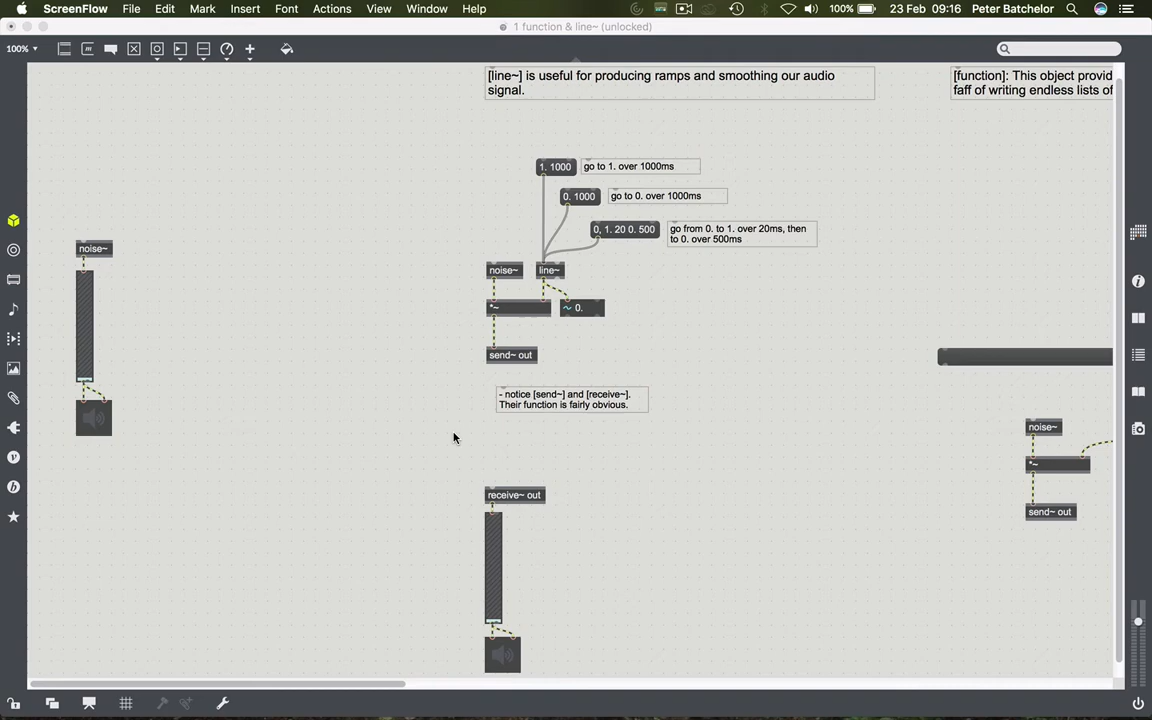 ScreenFlow File Edit Mark Insert Font Actions View Window Help 100% 23 Feb 09:16 Peter Batchelor
1 function & line~ (unlocked)
100%
[line~] is useful for producing ramps and smoothing our audio
signal.
[function]: This object provid
faff of writing endless lists of
1. 1000
go to 1. over 1000ms
0. 1000
go to 0. over 1000ms
0, 1. 20 0. 500
go from 0. to 1. over 20ms, then
to 0. over 500ms
noise~
noise~
line~
*~
~ 0.
send~ out
- notice [send~] and [receive~].
Their function is fairly obvious.
noise~
*~
receive~ out
send~ out